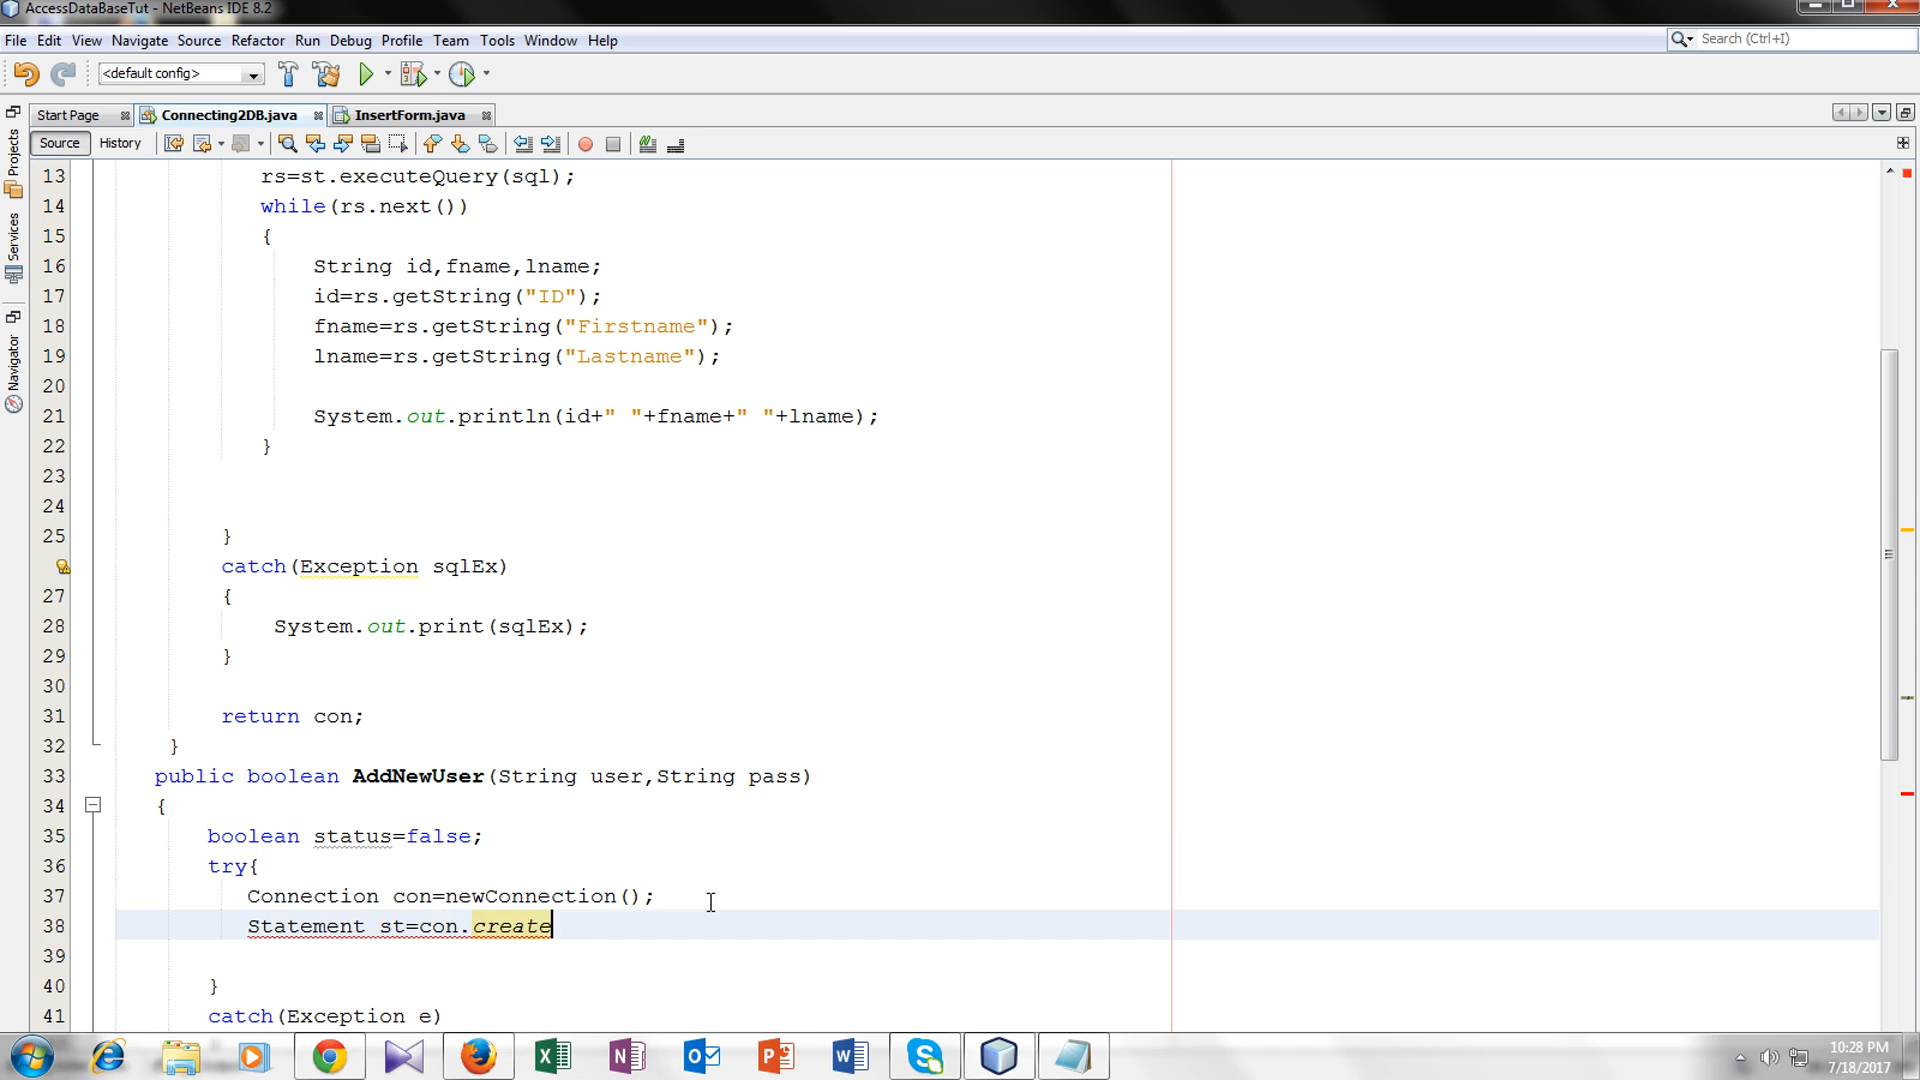 AccessDataBaseTut - NetBeans IDE 8.2
File Edit View Navigate Source Refactor Run Debug Profile Team Tools Window Help
Search (Ctrl+I)
<default config>
Start Page
Connecting2DB.java
InsertForm.java
Source History
Projects
Services
Navigator
13 rs=st.executeQuery(sql);
14 while(rs.next())
15 {
16 String id,fname,lname;
17 id=rs.getString("ID");
18 fname=rs.getString("Firstname");
19 lname=rs.getString("Lastname");
20
21 System.out.println(id+" "+fname+" "+lname);
22 }
23
24
25 }
catch(Exception sqlEx)
27 {
28 System.out.print(sqlEx);
29 }
30
31 return con;
32 }
33 public boolean AddNewUser(String user,String pass)
34 {
35 boolean status=false;
36 try{
37 Connection con=newConnection();
38 Statement st=con.create
39
40 }
41 catch(Exception e)
10:28 PM
7/18/2017